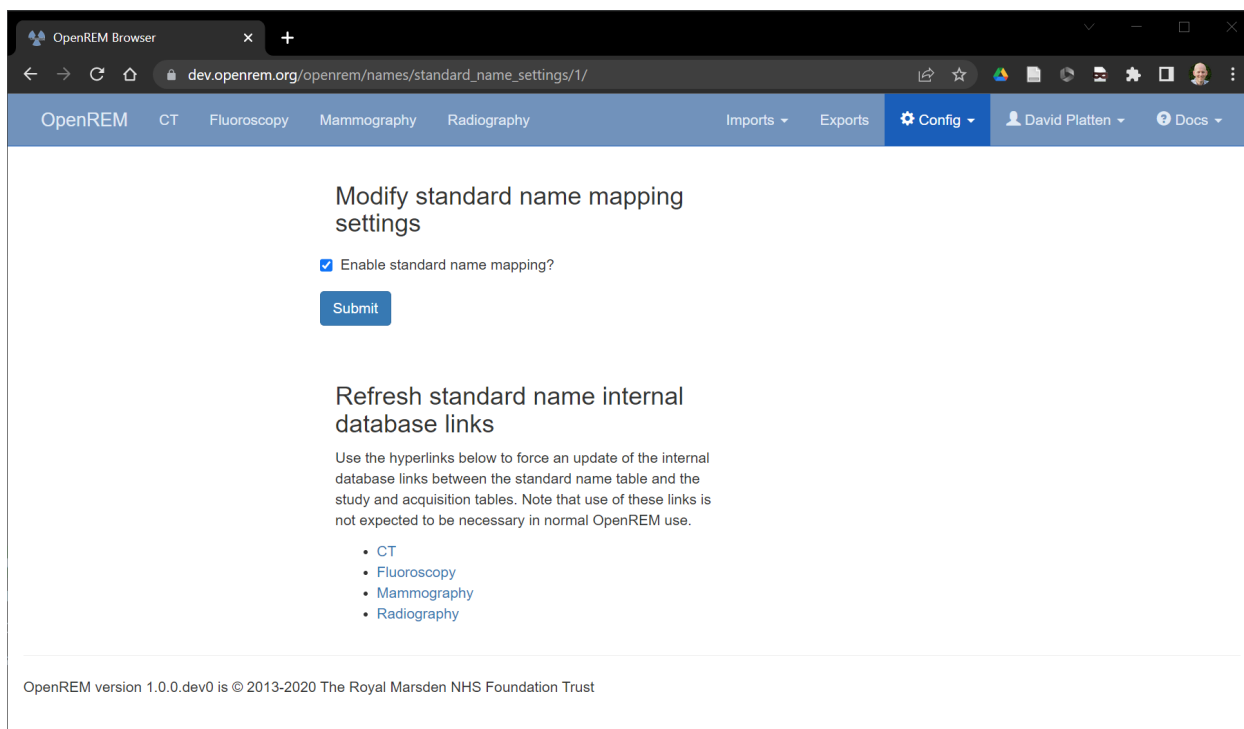 OpenREM Browser
dev.openrem.org/openrem/names/standard_name_settings/1/
OpenREM CT Fluoroscopy Mammography Radiography Imports Exports Config David Platten Docs
Modify standard name mapping
settings
Enable standard name mapping?
Submit
Refresh standard name internal
database links
Use the hyperlinks below to force an update of the internal
database links between the standard name table and the
study and acquisition tables. Note that use of these links is
not expected to be necessary in normal OpenREM use.
• CT
• Fluoroscopy
• Mammography
• Radiography
OpenREM version 1.0.0.dev0 is © 2013-2020 The Royal Marsden NHS Foundation Trust